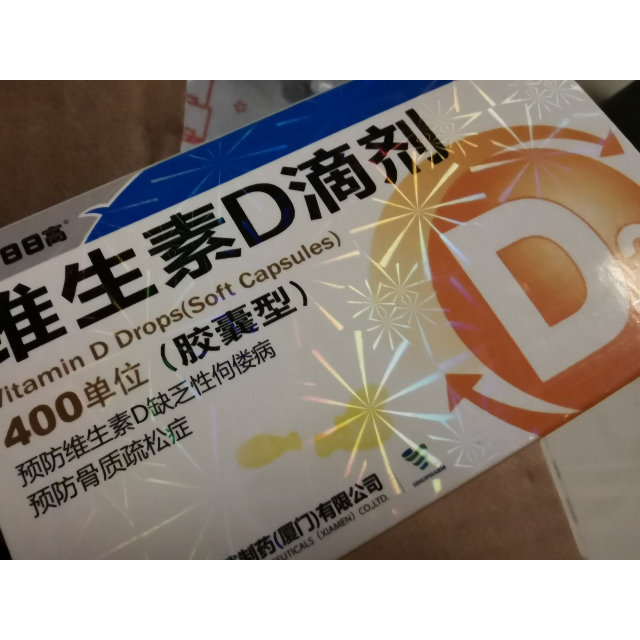 日日高®
维生素D滴剂
Vitamin D Drops(Soft Capsules)
400单位 (胶囊型)
预防维生素D缺乏性佝偻病
预防骨质疏松症
D
制药(厦门)有限公司
(XIAMEN) CO.,LTD.
SINOPHARM